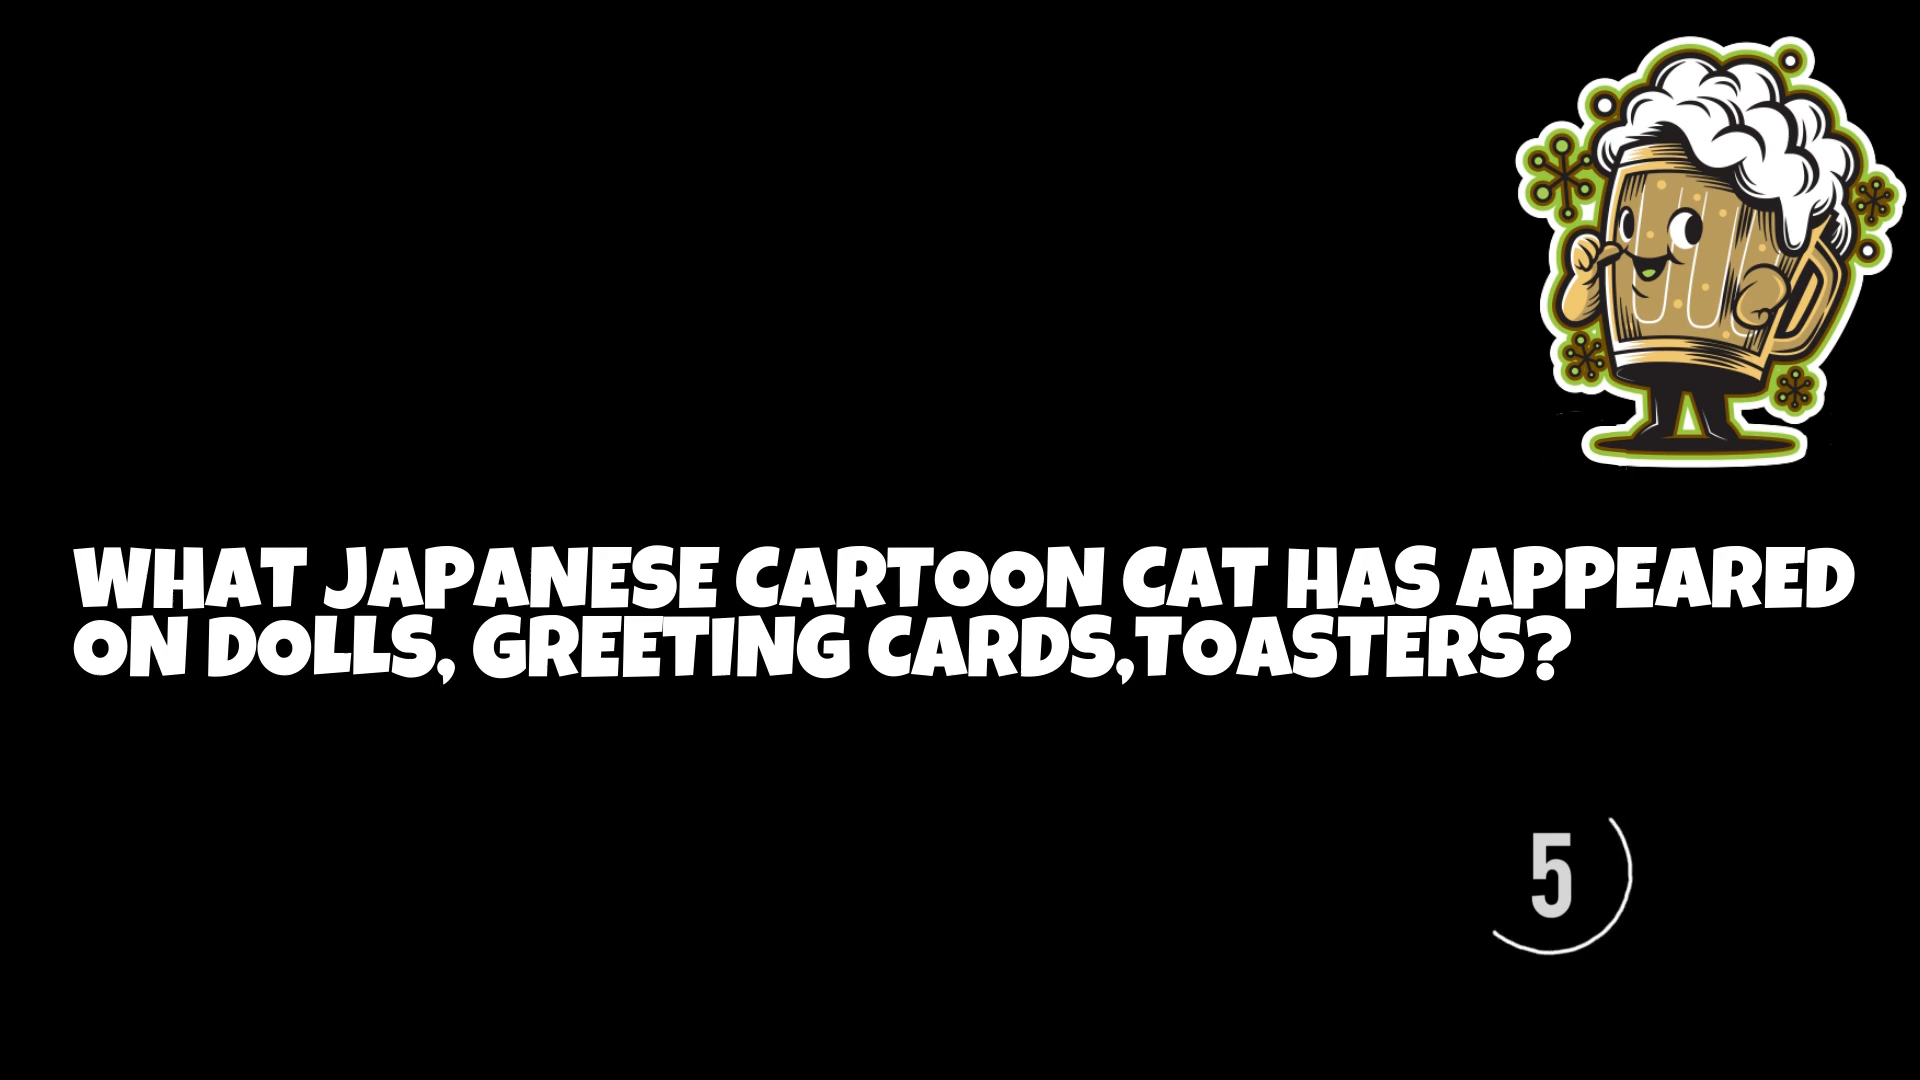 WHAT JAPANESE CARTOON CAT HAS APPEARED
ON DOLLS, GREETING CARDS,TOASTERS?
5